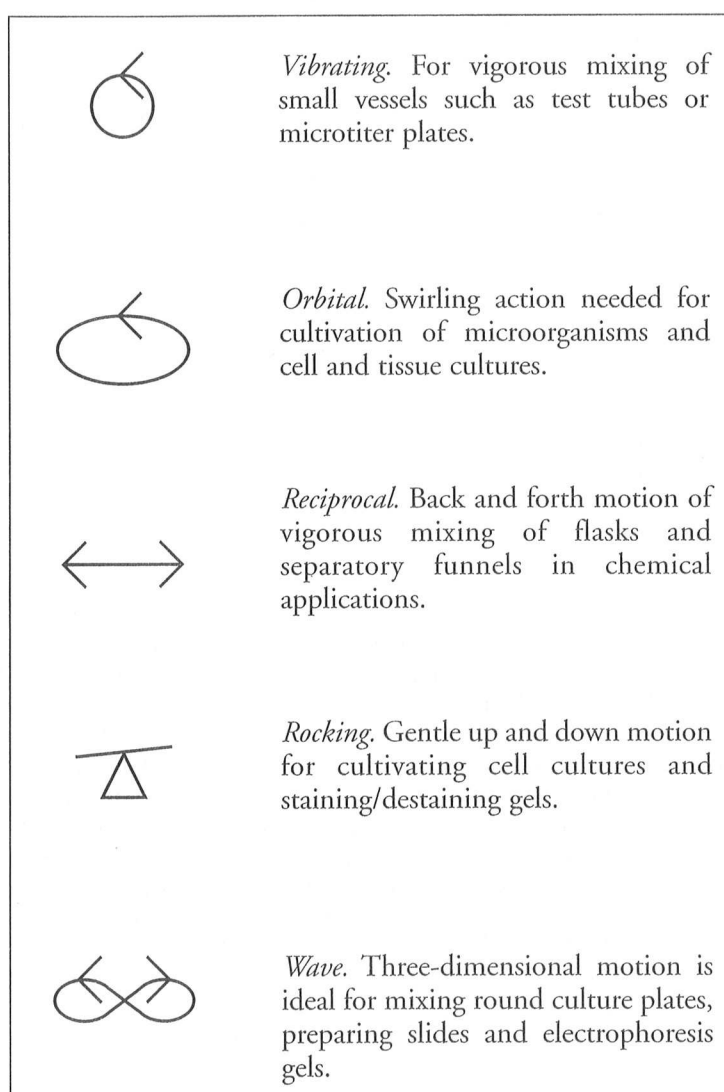 Vibrating. For vigorous mixing of
small vessels such as test tubes or
microtiter plates.
Orbital. Swirling action needed for
cultivation of microorganisms and
cell and tissue cultures.
Reciprocal. Back and forth motion of
vigorous mixing of flasks and
separatory funnels in chemical
applications.
Rocking. Gentle up and down motion
for cultivating cell cultures and
staining/destaining gels.
Wave. Three-dimensional motion is
ideal for mixing round culture plates,
preparing slides and electrophoresis
gels.